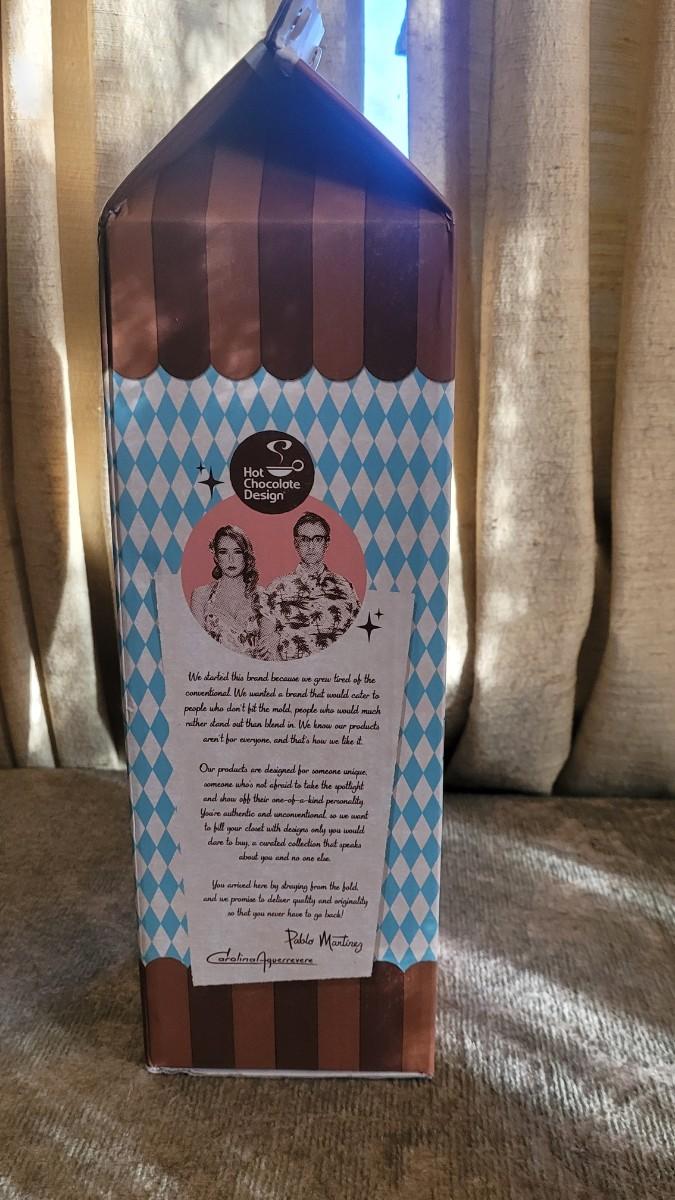 Hot
Chocolate
Design
We started this brand because we grew tired of the
conventional. We wanted a brand that would cater to
people who don't fit the mold, people who would much
rather stand out than blend in. We know our products
aren't for everyone, and that's how we like it.
Our products are designed for someone unique,
someone who's not afraid to take the spotlight
and show off their one-of-a-kind personality.
You're authentic and unconventional, so we want
to fill your closet with designs only you would
dare to buy, a curated collection that speaks
about you and no one else.
You arrived here by straying from the fold,
and we promise to deliver quality and originality
so that you never have to go back!
Pablo Martinez
Carolina Aguerrevere